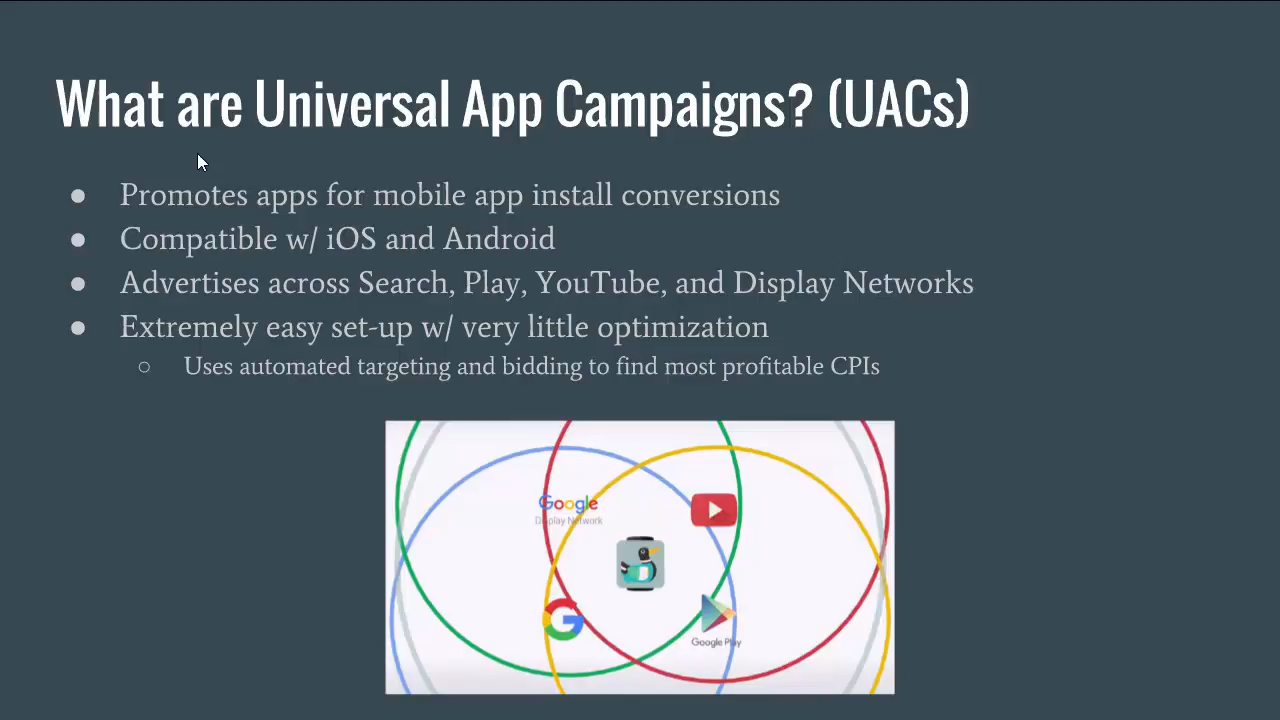 What are Universal App Campaigns? (UACs)
● Promotes apps for mobile app install conversions
● Compatible w/ iOS and Android
● Advertises across Search, Play, YouTube, and Display Networks
● Extremely easy set-up w/ very little optimization
○ Uses automated targeting and bidding to find most profitable CPIs
Google
Display Network
G
Google Play